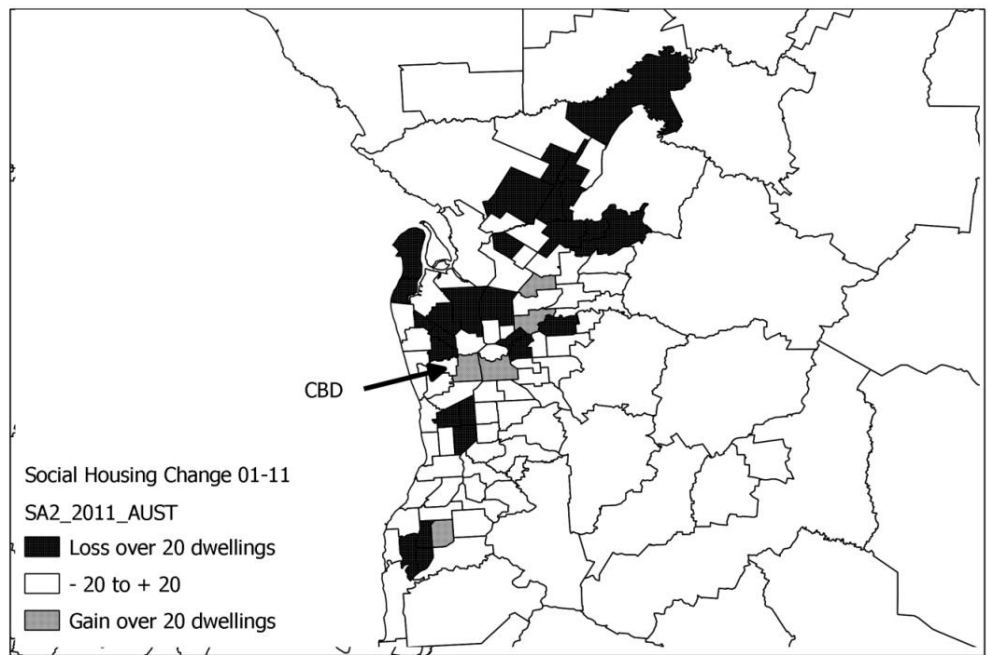 CBD
Social Housing Change 01-11
SA2_2011_AUST
Loss over 20 dwellings
- 20 to + 20
Gain over 20 dwellings